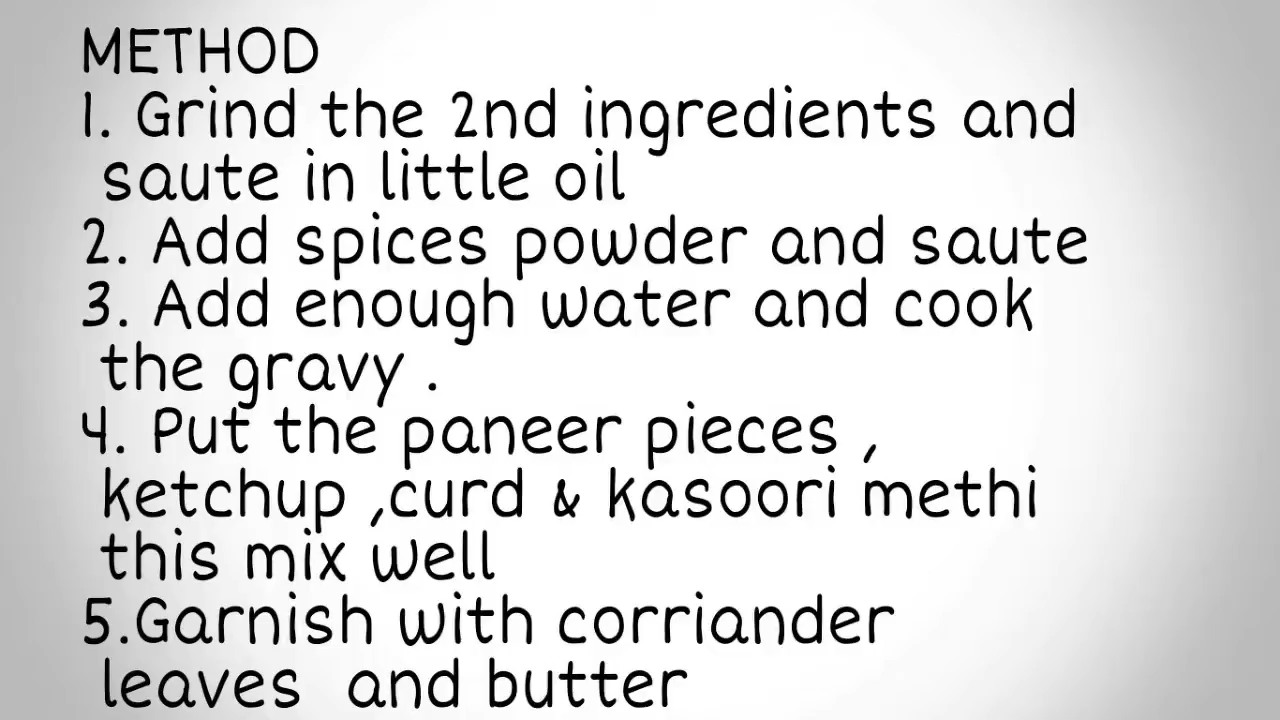 METHOD
1. Grind the 2nd ingredients and
saute in little oil
2. Add spices powder and saute
3. Add enough water and cook
the gravy .
4. Put the paneer pieces ,
ketchup ,curd & kasoori methi
this mix well
5.Garnish with corriander
leaves  and butter